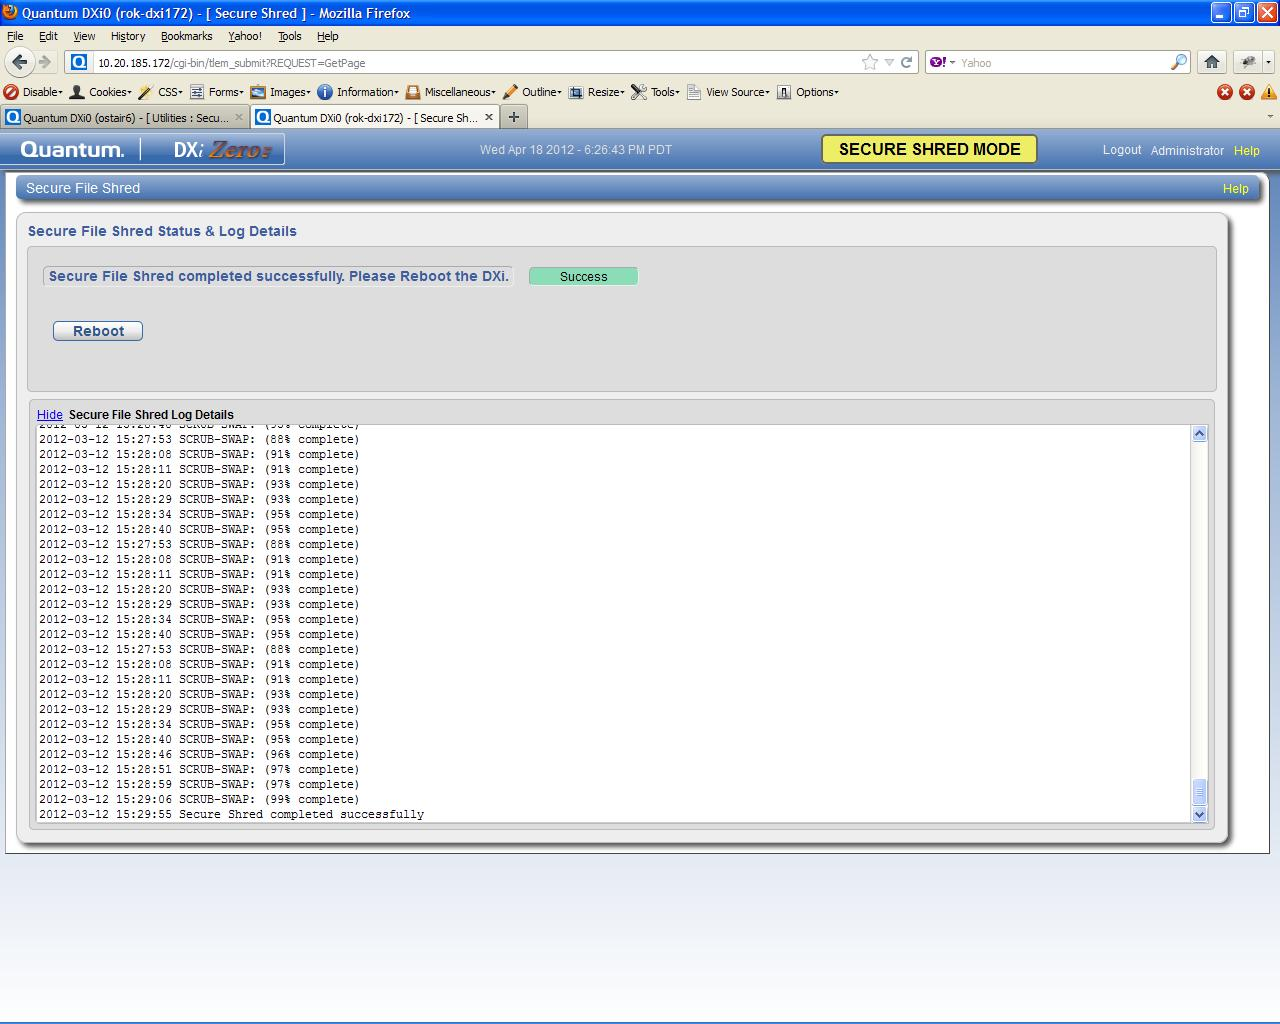 Quantum DXi0 (rok-dxi172) - [ Secure Shred ] - Mozilla Firefox
File Edit View History Bookmarks Yahoo! Tools Help
10.20.185.172/cgi-bin/tlem_submit?REQUEST=GetPage
Yahoo
Disable Cookies CSS Forms Images Information Miscellaneous Outline Resize Tools View Source Options
Quantum DXi0 (ostair6) - [ Utilities : Secu...
Quantum DXi0 (rok-dxi172) - [ Secure Sh...
Quantum. DXi Zero
Wed Apr 18 2012 - 6:26:43 PM PDT
SECURE SHRED MODE
Logout Administrator Help
Secure File Shred
Help
Secure File Shred Status & Log Details
Secure File Shred completed successfully. Please Reboot the DXi.
Success
Reboot
Hide Secure File Shred Log Details
2012-03-12 15:28:40 SCRUB-SWAP: (95% complete)
2012-03-12 15:27:53 SCRUB-SWAP: (88% complete)
2012-03-12 15:28:08 SCRUB-SWAP: (91% complete)
2012-03-12 15:28:11 SCRUB-SWAP: (91% complete)
2012-03-12 15:28:20 SCRUB-SWAP: (93% complete)
2012-03-12 15:28:29 SCRUB-SWAP: (93% complete)
2012-03-12 15:28:34 SCRUB-SWAP: (95% complete)
2012-03-12 15:28:40 SCRUB-SWAP: (95% complete)
2012-03-12 15:27:53 SCRUB-SWAP: (88% complete)
2012-03-12 15:28:08 SCRUB-SWAP: (91% complete)
2012-03-12 15:28:11 SCRUB-SWAP: (91% complete)
2012-03-12 15:28:20 SCRUB-SWAP: (93% complete)
2012-03-12 15:28:29 SCRUB-SWAP: (93% complete)
2012-03-12 15:28:34 SCRUB-SWAP: (95% complete)
2012-03-12 15:28:40 SCRUB-SWAP: (95% complete)
2012-03-12 15:27:53 SCRUB-SWAP: (88% complete)
2012-03-12 15:28:08 SCRUB-SWAP: (91% complete)
2012-03-12 15:28:11 SCRUB-SWAP: (91% complete)
2012-03-12 15:28:20 SCRUB-SWAP: (93% complete)
2012-03-12 15:28:29 SCRUB-SWAP: (93% complete)
2012-03-12 15:28:34 SCRUB-SWAP: (95% complete)
2012-03-12 15:28:40 SCRUB-SWAP: (95% complete)
2012-03-12 15:28:46 SCRUB-SWAP: (96% complete)
2012-03-12 15:28:51 SCRUB-SWAP: (97% complete)
2012-03-12 15:28:59 SCRUB-SWAP: (97% complete)
2012-03-12 15:29:06 SCRUB-SWAP: (99% complete)
2012-03-12 15:29:55 Secure Shred completed successfully